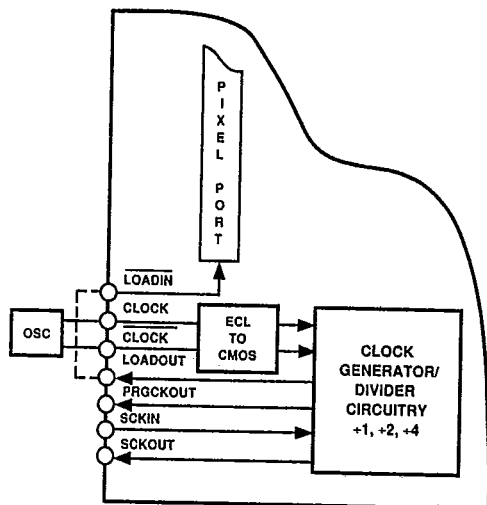 PIXEL PORT
LOADIN
CLOCK
OSC
CLOCK
ECL
TO
CMOS
LOADOUT
PRGCKOUT
SCKIN
SCKOUT
CLOCK
GENERATOR/
DIVIDER
CIRCUITRY
÷1, ÷2, ÷4